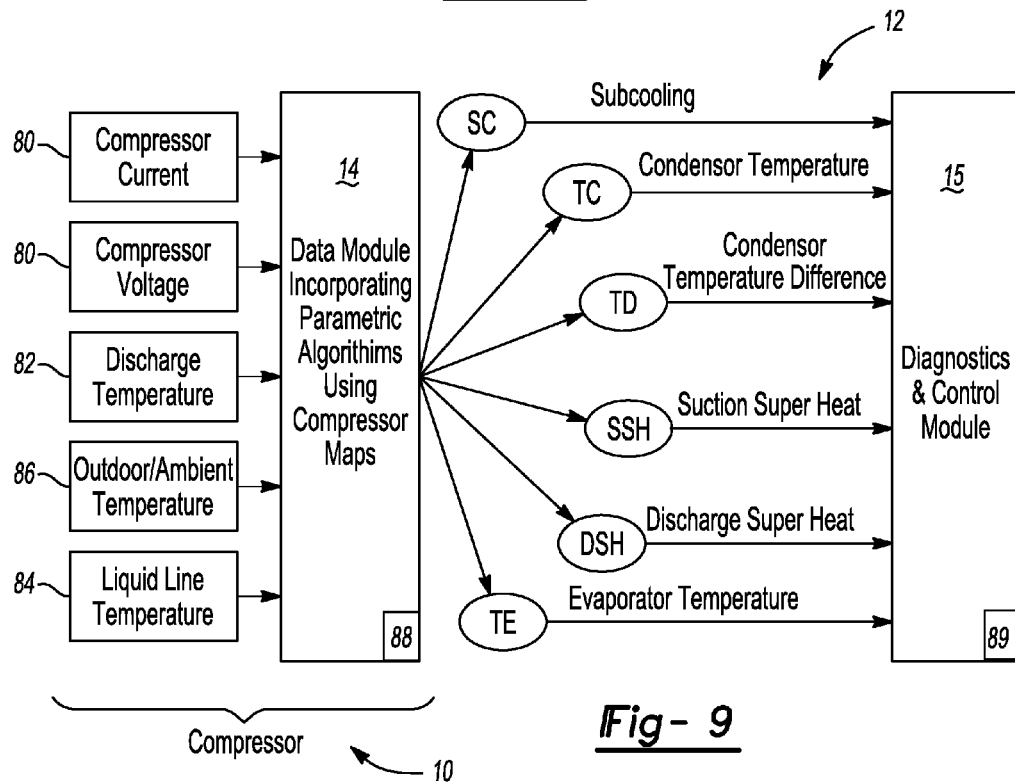 12
80
Compressor
Current
80
Compressor
Voltage
82
Discharge
Temperature
86
Outdoor/Ambient
Temperature
84
Liquid Line
Temperature
14
Data Module
Incorporating
Parametric
Algorithims
Using
Compressor
Maps
88
SC
Subcooling
TC
Condensor Temperature
TD
Condensor
Temperature Difference
SSH
Suction Super Heat
DSH
Discharge Super Heat
TE
Evaporator Temperature
15
Diagnostics
& Control
Module
89
Compressor
10
Fig- 9